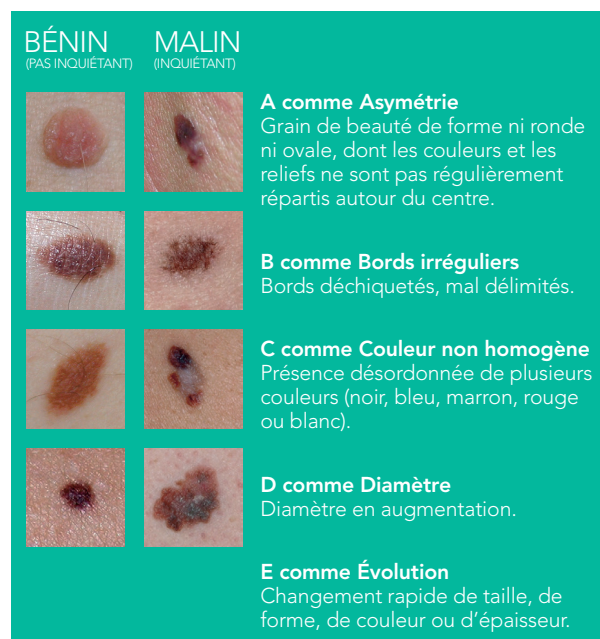 BÉNIN
(PAS INQUIÉTANT)
MALIN
(INQUIÉTANT)
A comme Asymétrie
Grain de beauté de forme ni ronde
ni ovale, dont les couleurs et les
reliefs ne sont pas régulièrement
répartis autour du centre.
B comme Bords irréguliers
Bords déchiquetés, mal délimités.
C comme Couleur non homogène
Présence désordonnée de plusieurs
couleurs (noir, bleu, marron, rouge
ou blanc).
D comme Diamètre
Diamètre en augmentation.
E comme Évolution
Changement rapide de taille, de
forme, de couleur ou d’épaisseur.